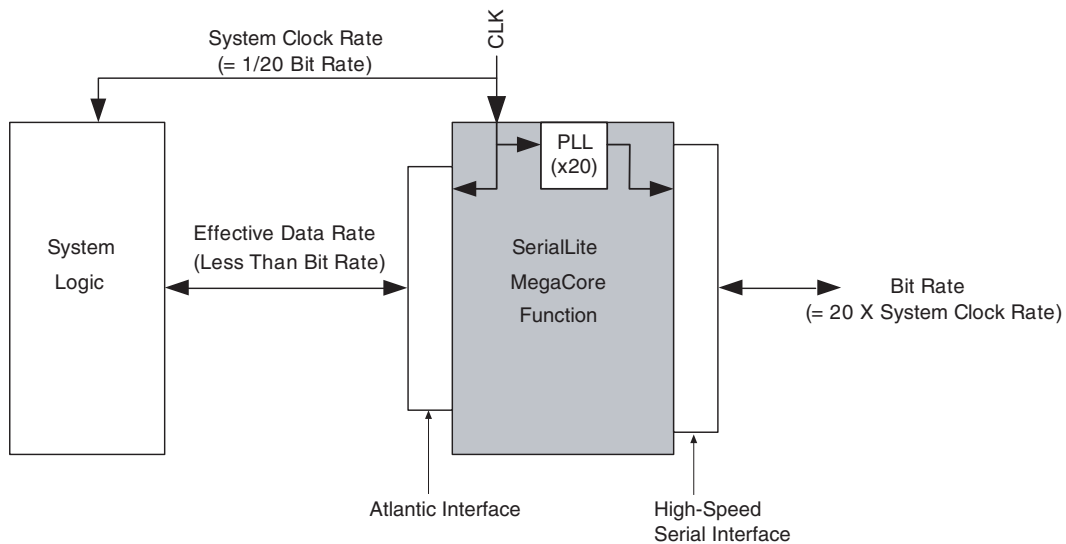 CLK
System Clock Rate
(= 1/20 Bit Rate)
PLL
(x20)
System
Logic
Effective Data Rate
(Less Than Bit Rate)
SerialLite
MegaCore
Function
Bit Rate
(= 20 X System Clock Rate)
Atlantic Interface
High-Speed
Serial Interface